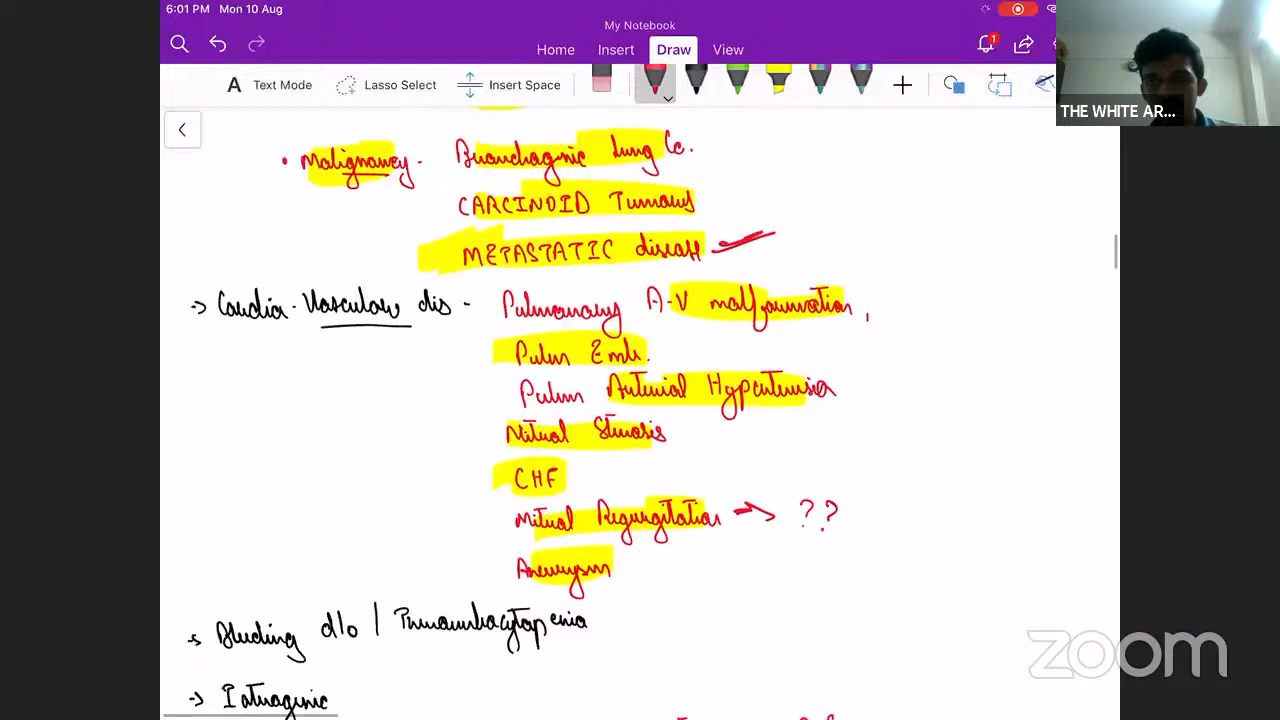 6:01 PM Mon 10 Aug
My Notebook
Home Insert Draw View
1
A Text Mode Lasso Select Insert Space
THE WHITE AR...
• Malignancy - Bronchogenic lung Ca.
CARCINOID Tumours
METASTATIC disease
→ Cardia-Vascular dis - Pulmonary A-V malformation,
Pulm Emb.
Pulm Arterial Hypertension
Mitral Stenosis
CHF
Mitral Regurgitation → ??
Aneurysm
→ Bleeding d/o | Thrombocytopenia
→ Iatrogenic
zoom